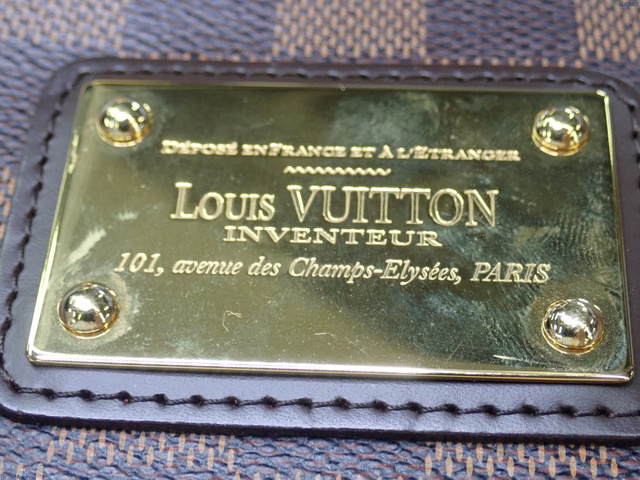 DÉPOSÉ EN FRANCE ET A L'ETRANGER
LOUIS VUITTON
INVENTEUR
101, avenue des Champs-Elysées, PARIS